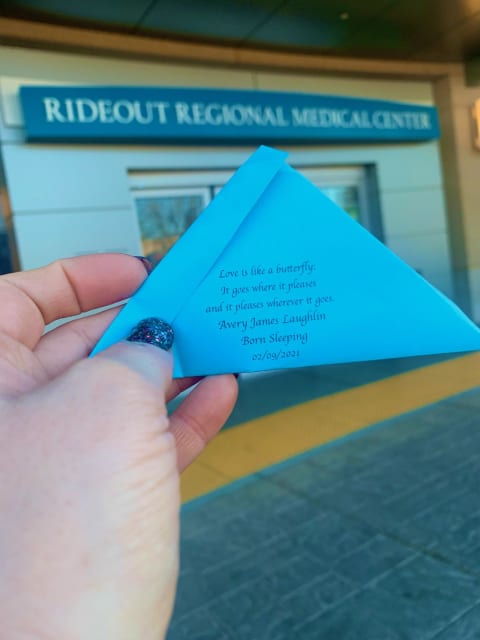 RIDEOUT REGIONAL MEDICAL CENTER
Love is like a butterfly:
It goes where it pleases
and it pleases wherever it goes.
Avery James Laughlin
Born Sleeping
02/09/2021